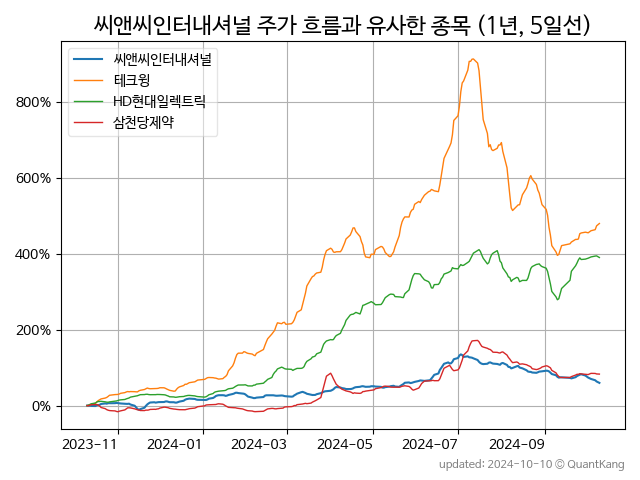 씨앤씨인터내셔널 주가 흐름과 유사한 종목 (1년, 5일선)
씨앤씨인터내셔널
테크윙
HD현대일렉트릭
삼천당제약
800%
600%
400%
200%
0%
2023-11
2024-01
2024-03
2024-05
2024-07
2024-09
updated: 2024-10-10 © QuantKang